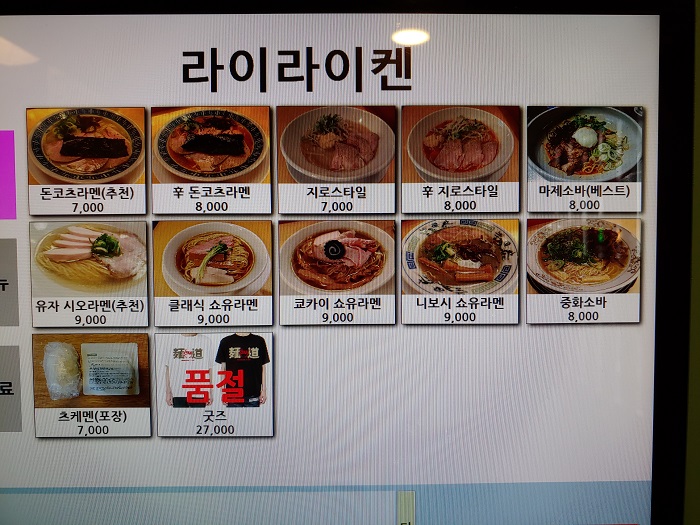 라이라이켄
돈코츠라멘(추천)
7,000
辛 돈코츠라멘
8,000
지로스타일
7,000
辛 지로스타일
8,000
마제소바(베스트)
8,000
유자 시오라멘(추천)
9,000
클래식 쇼유라멘
9,000
쿄카이 쇼유라멘
9,000
니보시 쇼유라멘
9,000
중화소바
8,000
뉴
료
츠케멘(포장)
7,000
품절
굿즈
27,000